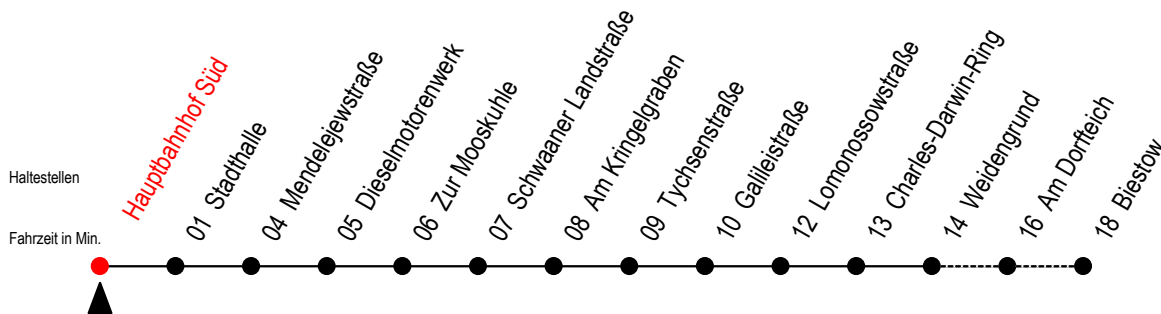 Haltestellen
Fahrzeit in Min.
Hauptbahnhof Süd
01 Stadthalle
04 Mendelejewstraße
05 Dieselmotorenwerk
06 Zur Mooskuhle
07 Schwaaner Landstraße
08 Am Kringelgraben
09 Tychsenstraße
10 Galileistraße
12 Lomonossowstraße
13 Charles-Darwin-Ring
14 Weidengrund
16 Am Dorfteich
18 Biestow